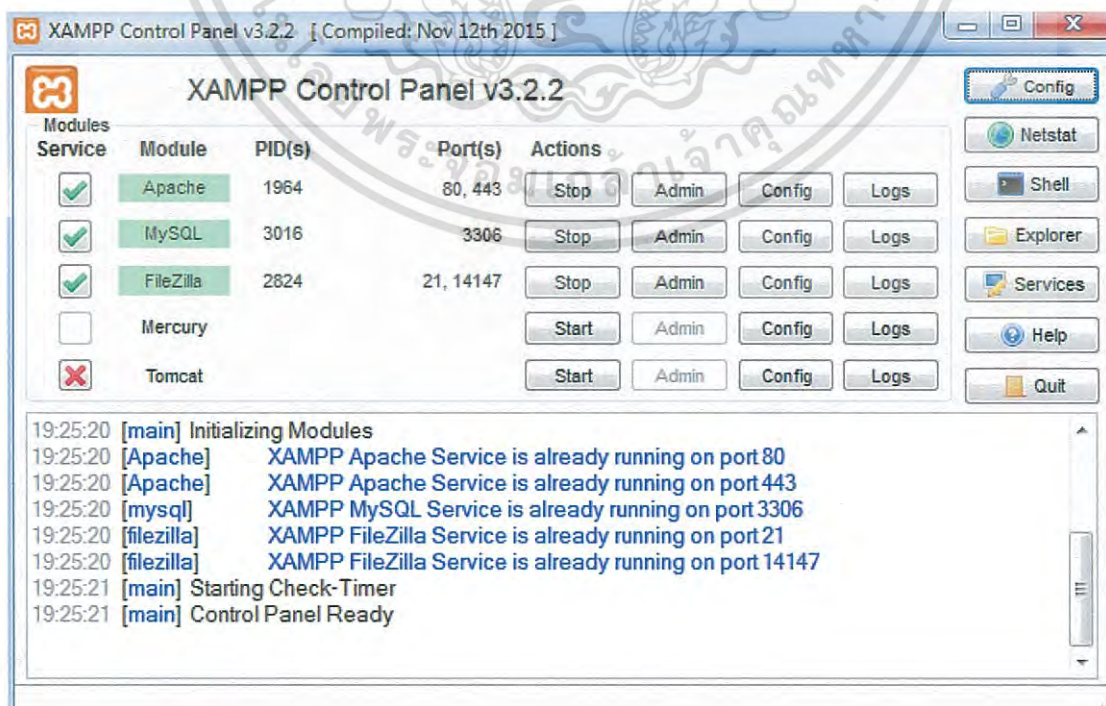 XAMPP Control Panel v3.2.2 [ Compiled: Nov 12th 2015 ]
XAMPP Control Panel v3.2.2
Config
Modules
Service Module PID(s) Port(s) Actions
Netstat
Apache 1964 80, 443 Stop Admin Config Logs
Shell
MySQL 3016 3306 Stop Admin Config Logs
Explorer
FileZilla 2824 21, 14147 Stop Admin Config Logs
Services
Mercury Start Admin Config Logs
Help
Tomcat Start Admin Config Logs
Quit
19:25:20 [main] Initializing Modules
19:25:20 [Apache] XAMPP Apache Service is already running on port 80
19:25:20 [Apache] XAMPP Apache Service is already running on port 443
19:25:20 [mysql] XAMPP MySQL Service is already running on port 3306
19:25:20 [filezilla] XAMPP FileZilla Service is already running on port 21
19:25:20 [filezilla] XAMPP FileZilla Service is already running on port 14147
19:25:21 [main] Starting Check-Timer
19:25:21 [main] Control Panel Ready